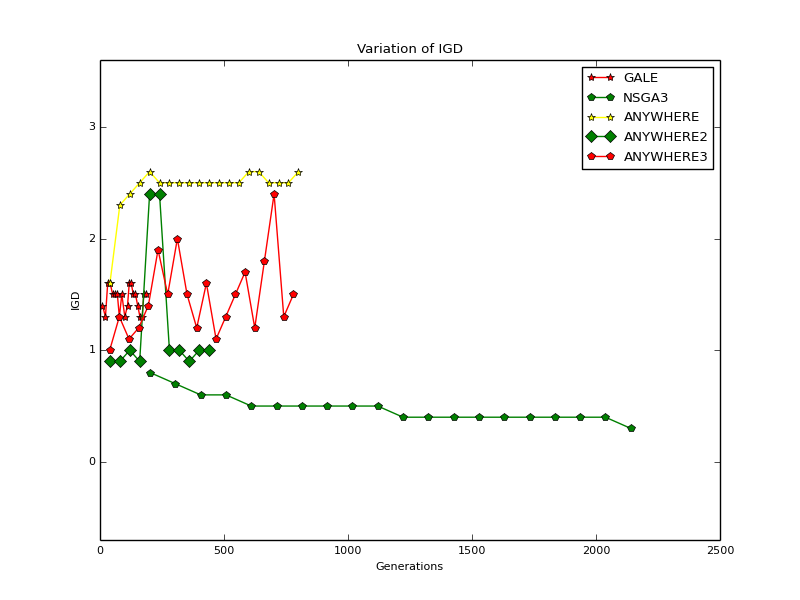 Variation of IGD
GALE
NSGA3
ANYWHERE
ANYWHERE2
ANYWHERE3
3
2
1
0
IGD
0 500 1000 1500 2000 2500
Generations